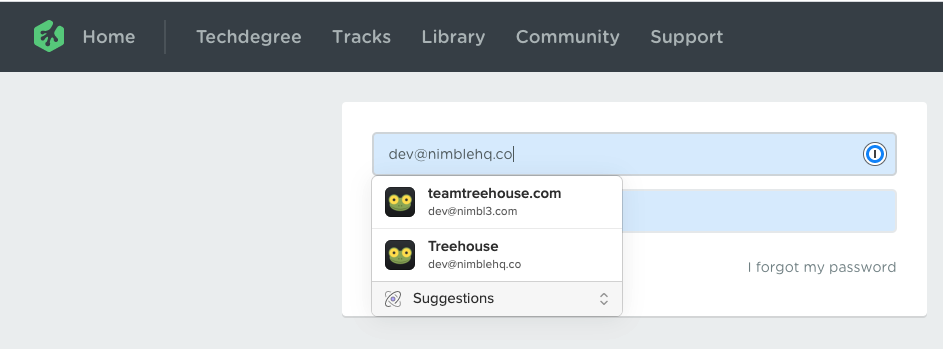 Home Techdegree Tracks Library Community Support
dev@nimblehq.co
teamtreehouse.com
dev@nimbl3.com
Treehouse
dev@nimblehq.co
I forgot my password
Suggestions